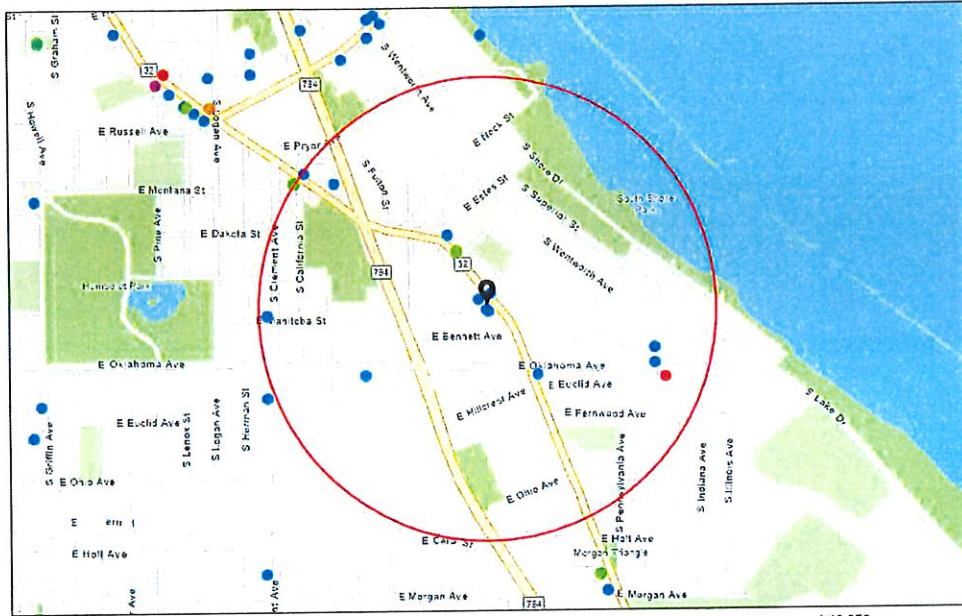 S Graham St
32
794
S Wentworth Ave
S Howell Ave
S Logan Ave
E Russell Ave
E Pryor
E Nock St
S Fulton St
E Estes St
S Shore Dr
S Superior St
South Shore Park
E Montana St
S Pine Ave
E Dakota St
S Clement Ave
S California St
S Wentworth Ave
32
794
Humboldt Park
E Manitoba St
E Bennett Ave
E Oklahoma Ave
E Oklahoma Ave
E Euclid Ave
E Hillcrest Ave
E Fernwood Ave
S Lake Dr
E Euclid Ave
S Lenox St
S Logan Ave
S Herman St
S Griffin Ave
E Ohio Ave
E Ohio Ave
S Pennsylvania Ave
S Indiana Ave
S Illinois Ave
E Holt Ave
E Holt Ave
Morgan Triangle
E Morgan Ave
E Morgan Ave
794